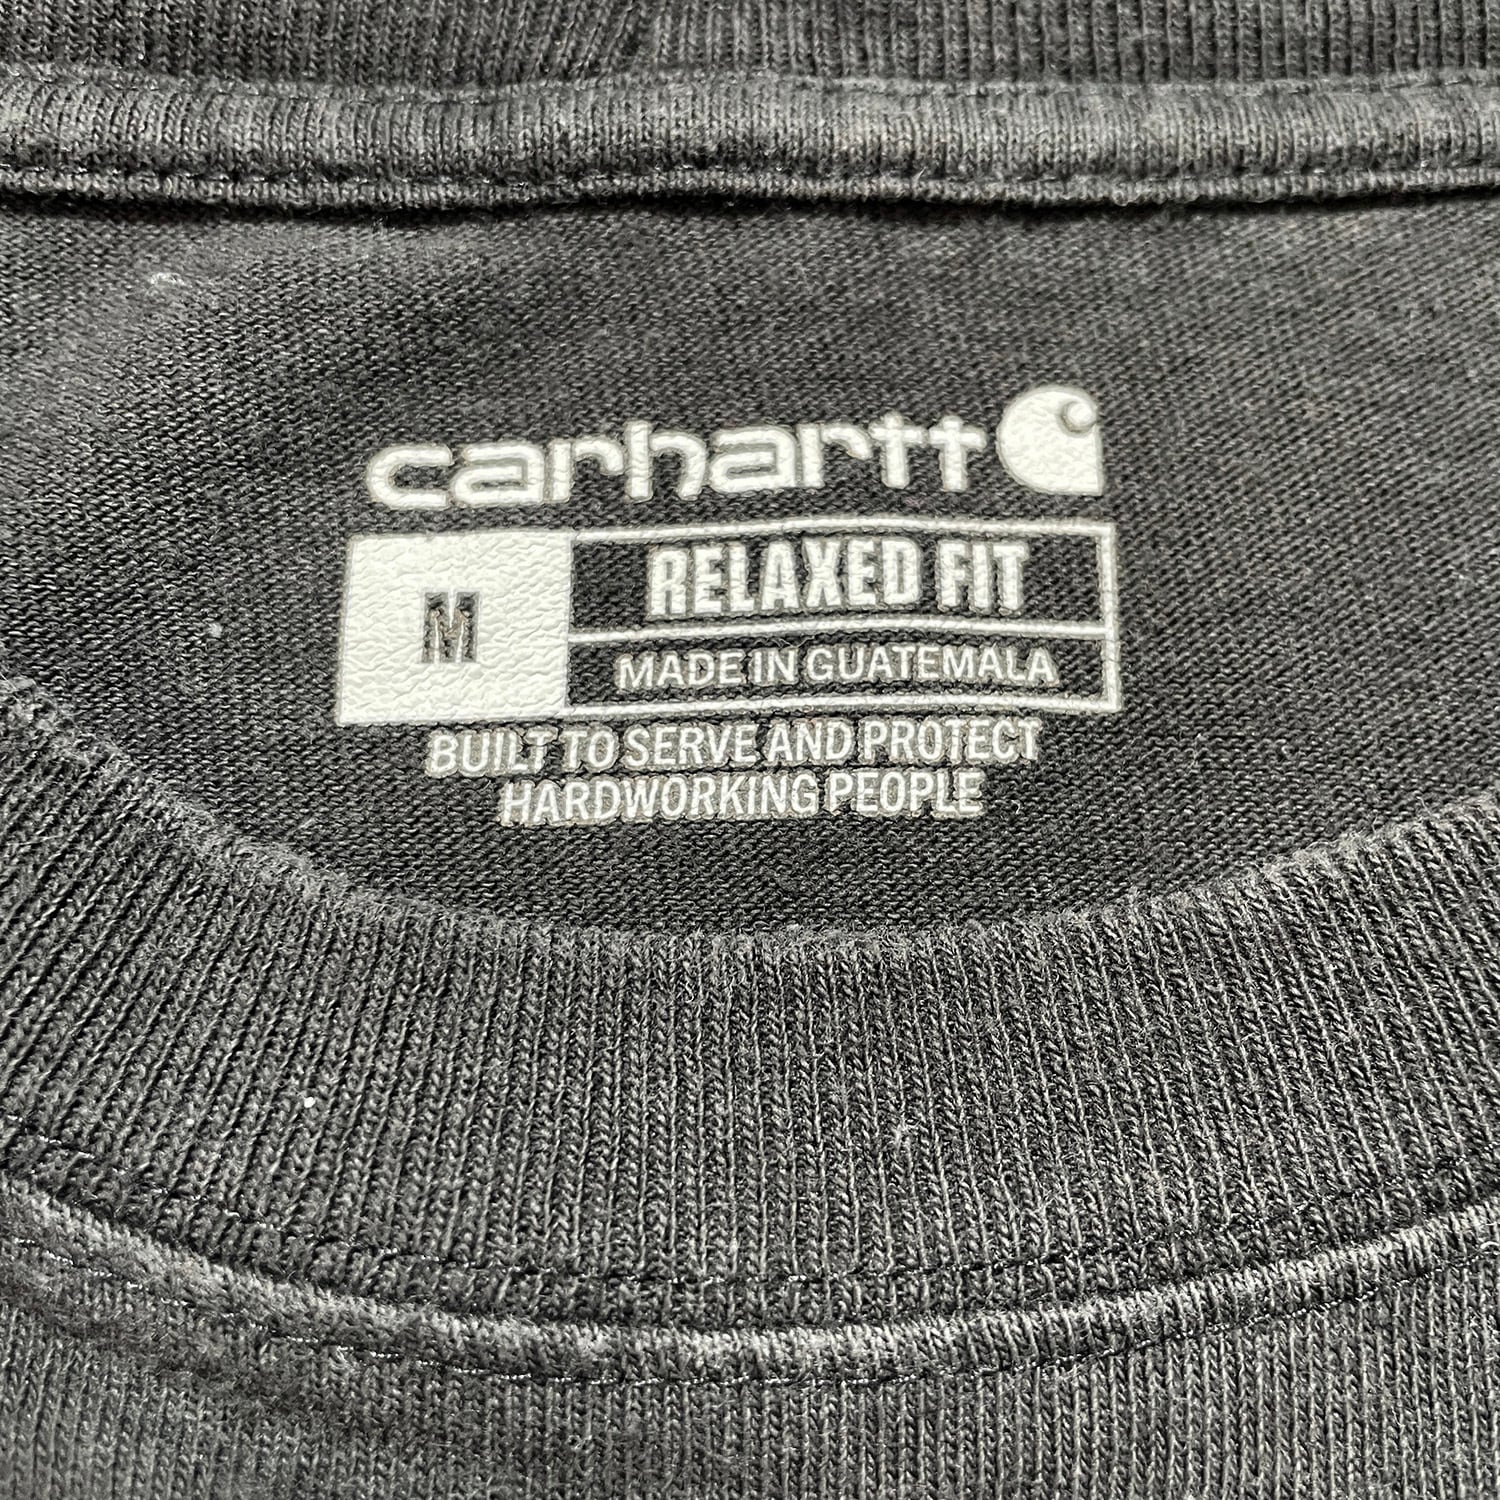 carhartt
M
RELAXED FIT
MADE IN GUATEMALA
BUILT TO SERVE AND PROTECT
HARDWORKING PEOPLE